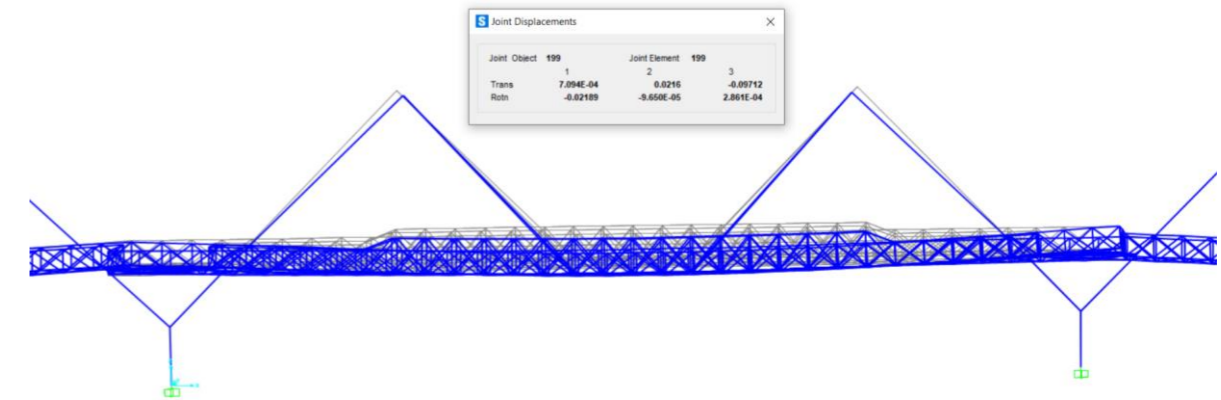 S Joint Displacements
Joint Object 199 Joint Element 199
1 2 3
Trans 7.094E-04 0.0216 -0.09712
Rotn -0.02189 -9.650E-05 2.861E-04